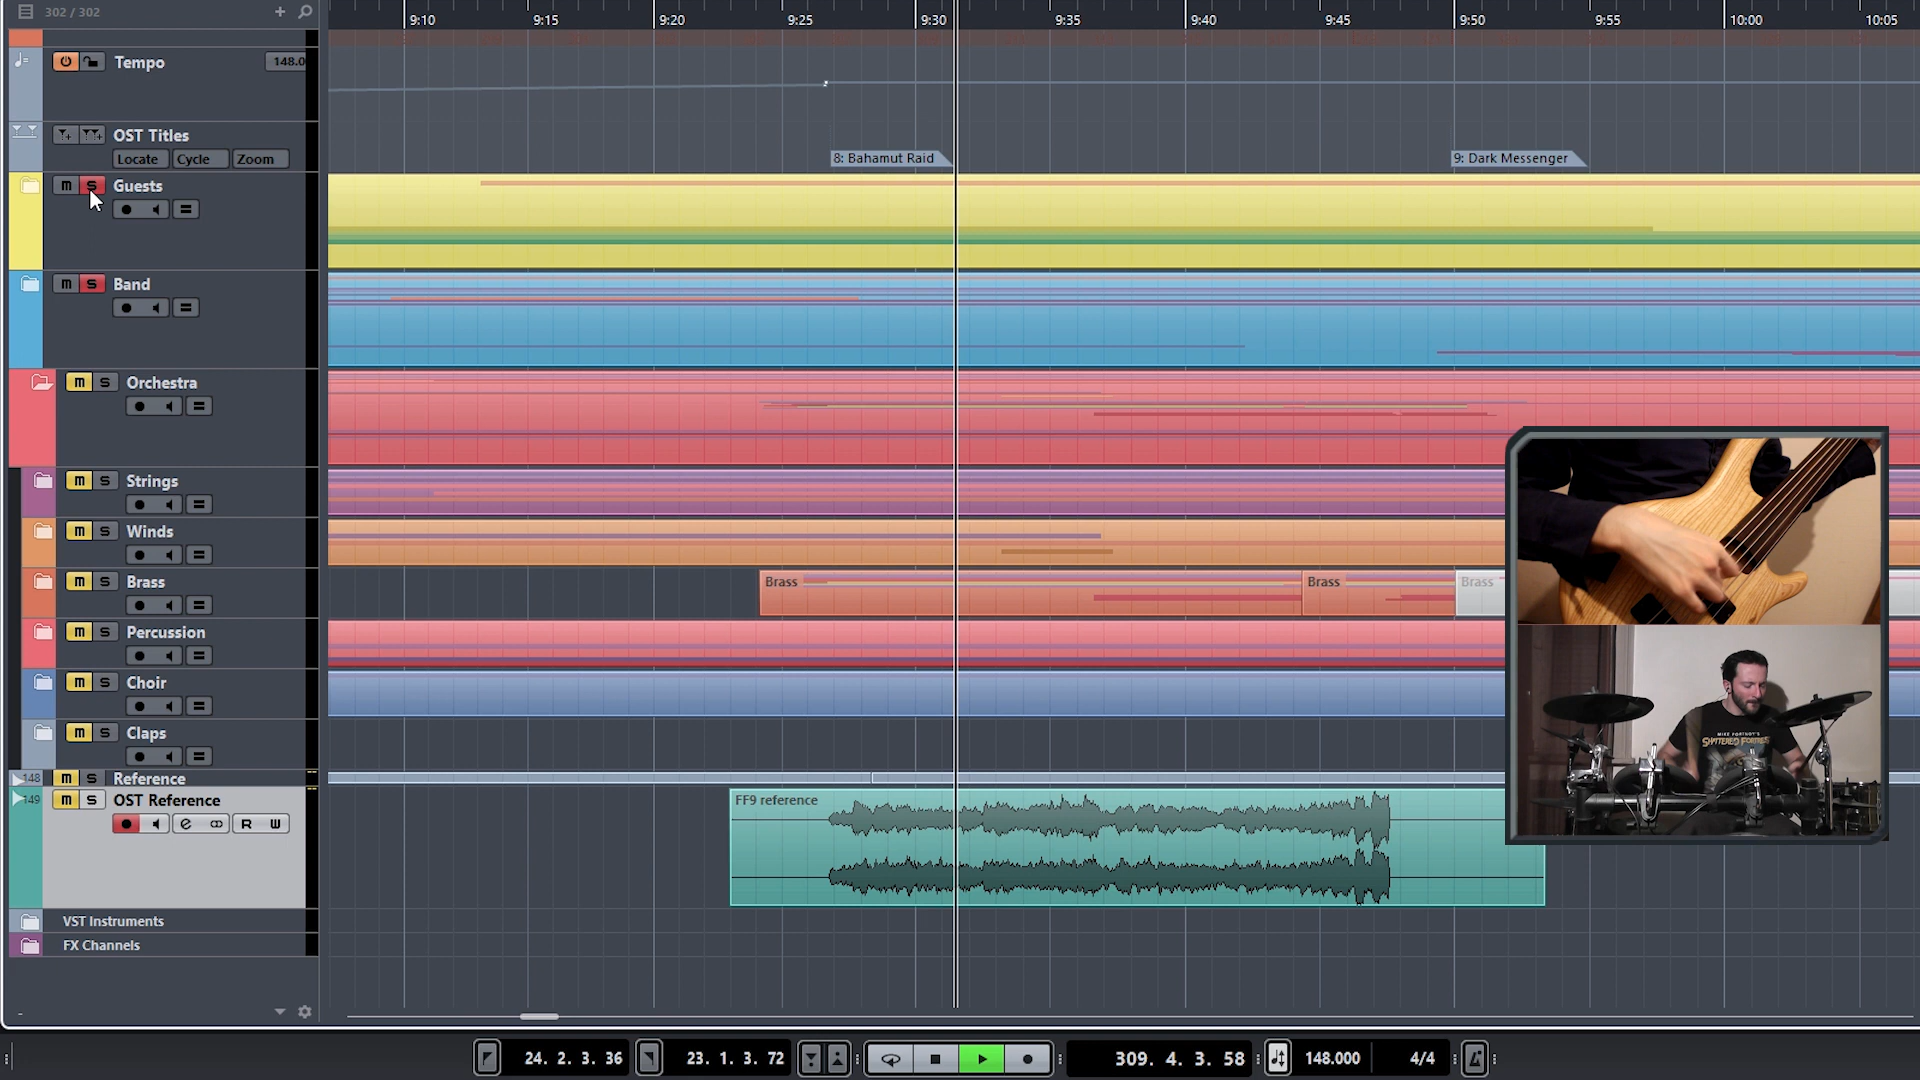 302 / 302
9:10 9:15 9:20 9:25 9:30 9:35 9:40 9:45 9:50 9:55 10:00 10:05
Tempo 148.0
OST Titles
Locate Cycle Zoom
8: Bahamut Raid 9: Dark Messenger
m S Guests
m S Band
m S Orchestra
m S Strings
m S Winds
m S Brass
Brass Brass Brass
m S Percussion
m S Choir
m S Claps
148 m S Reference
149 m S OST Reference
R W
FF9 reference
VST Instruments
FX Channels
MIKE PORTNOY'S
SHATTERED FORTRESS
24. 2. 3. 36 23. 1. 3. 72 309. 4. 3. 58 148.000 4/4